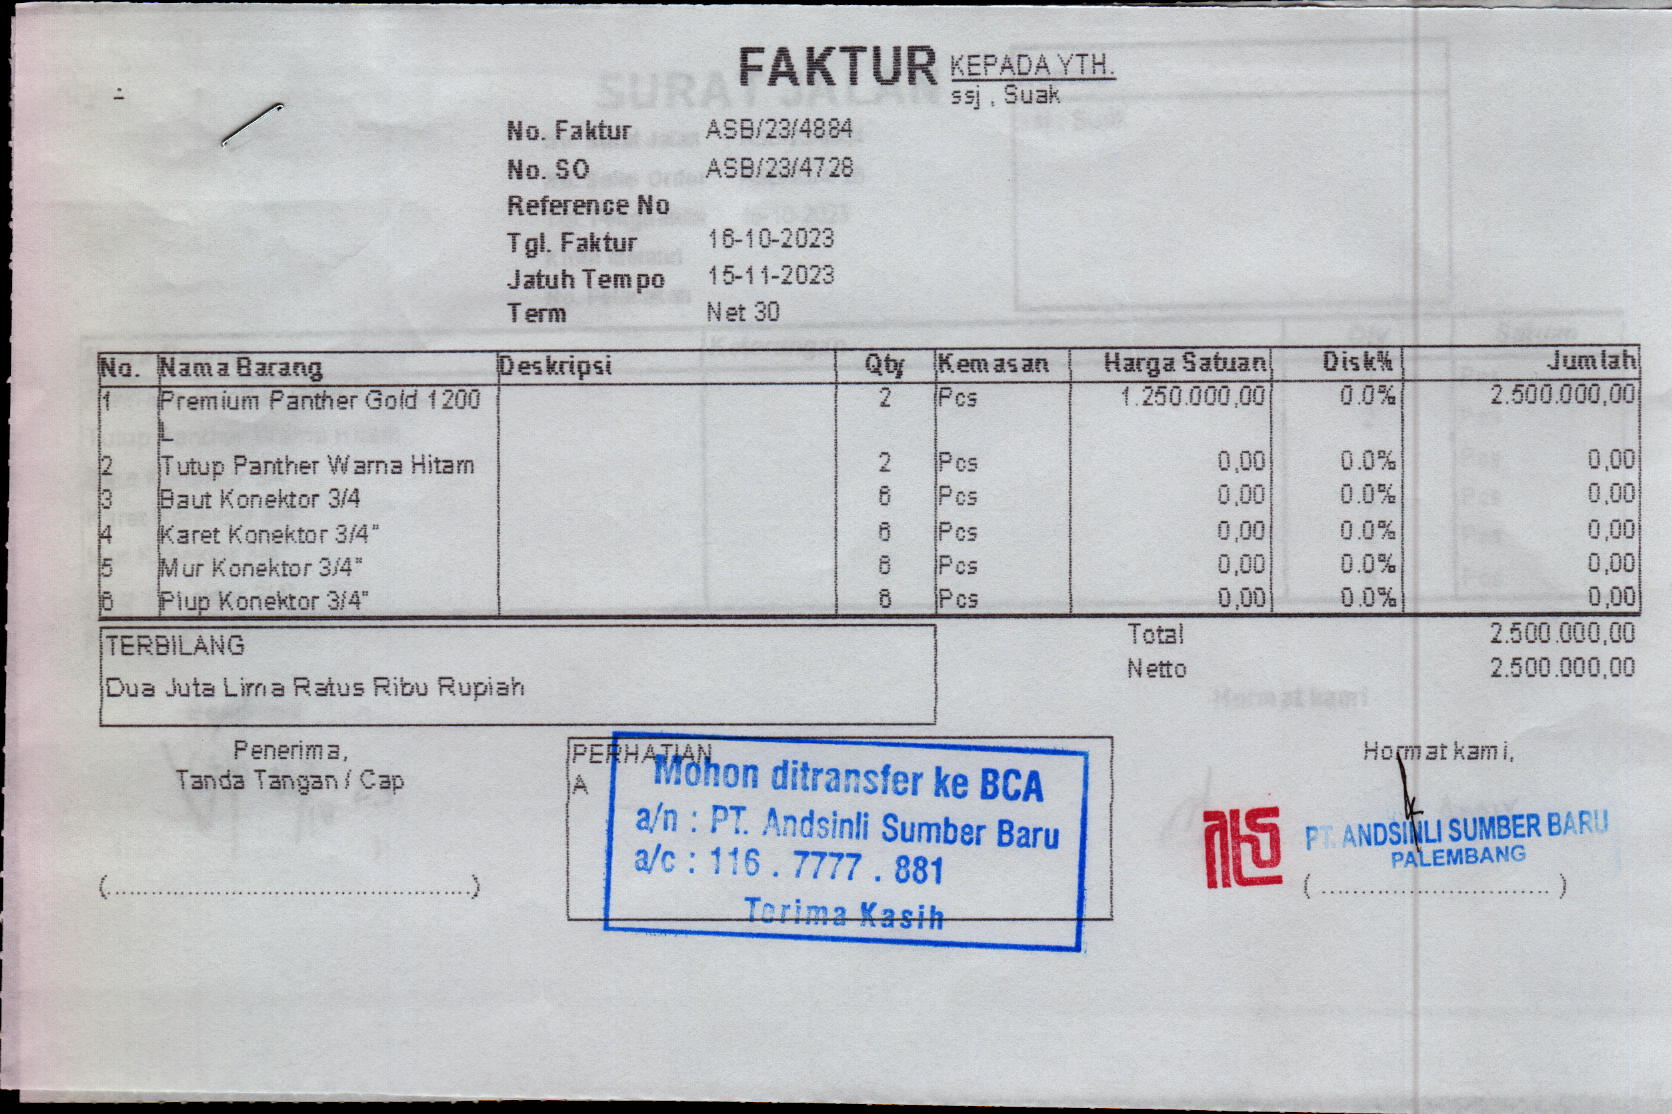 FAKTUR
KEPADA YTH.
ssj , Suak
No. Faktur ASB/23/4884
No. SO ASB/23/4728
Reference No
Tgl. Faktur 16-10-2023
Jatuh Tempo 15-11-2023
Term Net 30
No. Nama Barang Deskripsi Qty Kemasan Harga Satuan Disk% Jumlah
1 Premium Panther Gold 1200 2 Pcs 1.250.000,00 0.0% 2.500.000,00
L
2 Tutup Panther Warna Hitam 2 Pcs 0,00 0.0% 0,00
3 Baut Konektor 3/4 6 Pcs 0,00 0.0% 0,00
4 Karet Konektor 3/4" 6 Pcs 0,00 0.0% 0,00
5 Mur Konektor 3/4" 6 Pcs 0,00 0.0% 0,00
6 Plup Konektor 3/4" 6 Pcs 0,00 0.0% 0,00
Total 2.500.000,00
Netto 2.500.000,00
TERBILANG
Dua Juta Lima Ratus Ribu Rupiah
Penerima,
Tanda Tangan / Cap
(............................................)
PERHATIAN
A
Mohon ditransfer ke BCA
a/n : PT. Andsinli Sumber Baru
a/c : 116 . 7777 . 881
Terima Kasih
Hormat kami,
PT. ANDSINLI SUMBER BARU
PALEMBANG
( ............................ )